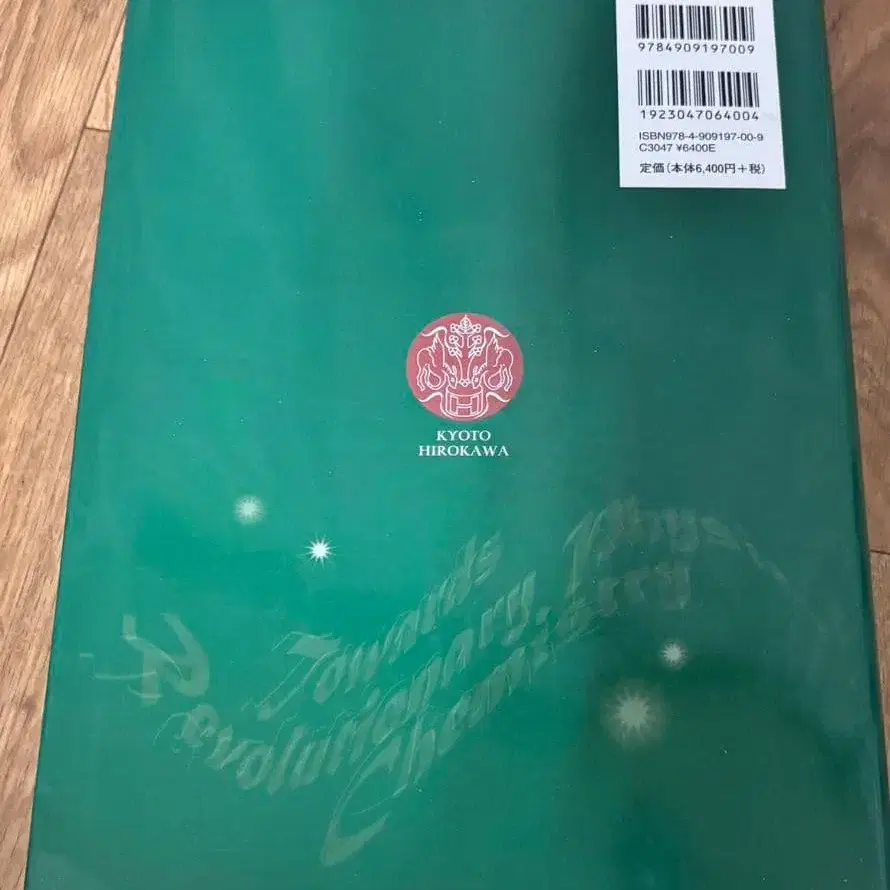 9784909197009
1923047064004
ISBN978-4-909197-00-9
C3047 ¥6400E
定価(本体6,400円+税)
KYOTO
HIROKAWA
Towards
Revolutionary,
Chemistry